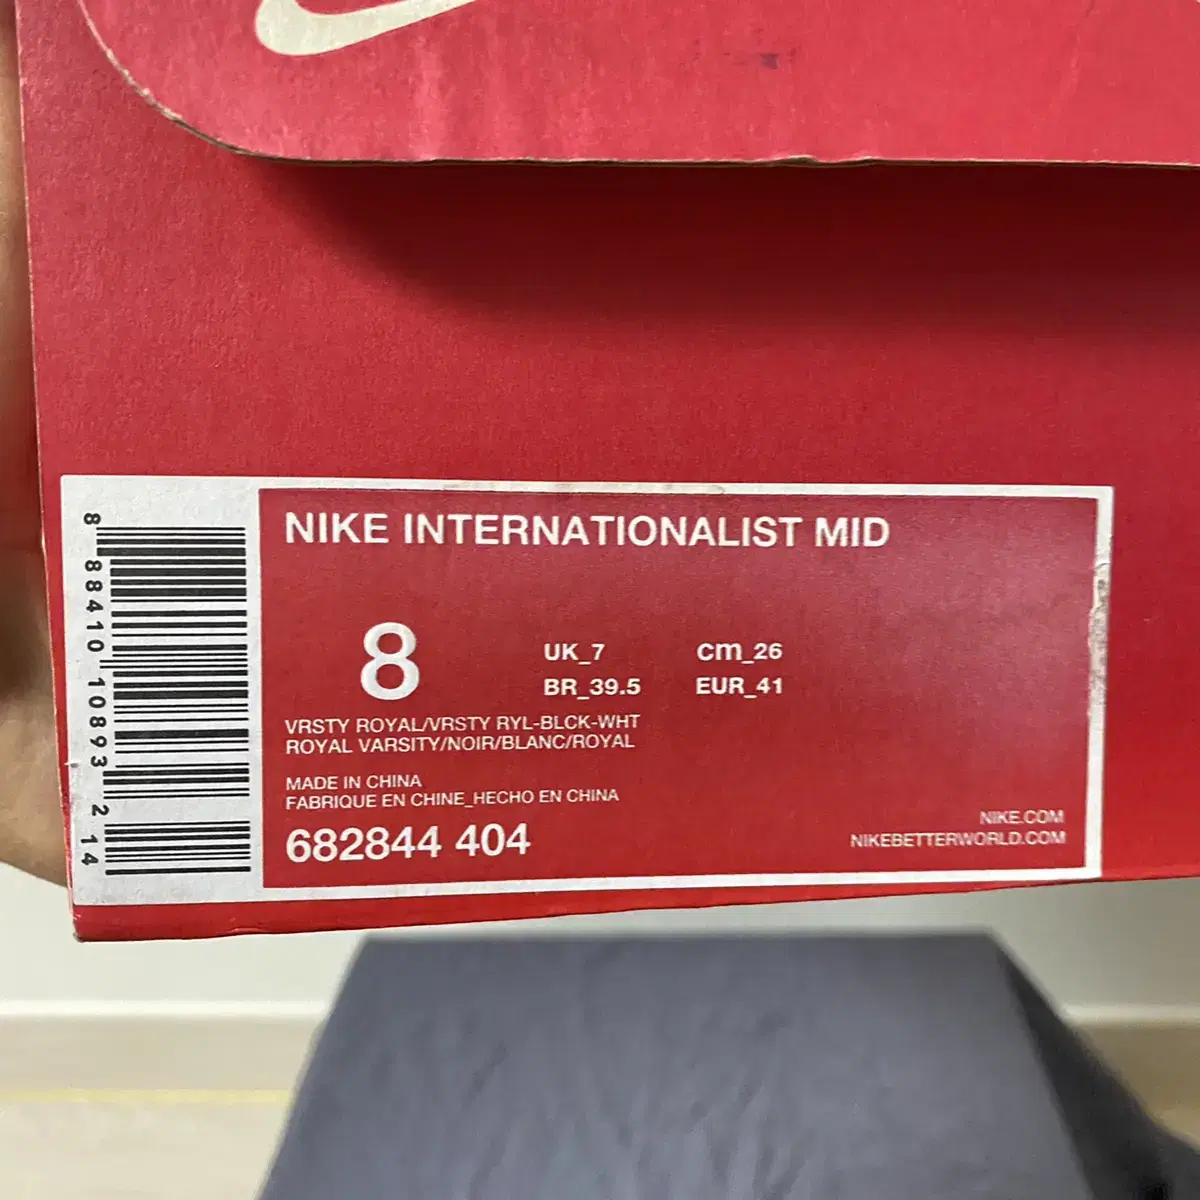 NIKE INTERNATIONALIST MID
8
UK_7 cm_26
BR_39.5 EUR_41
VRSTY ROYAL/VRSTY RYL-BLCK-WHT
ROYAL VARSITY/NOIR/BLANC/ROYAL
MADE IN CHINA
FABRIQUE EN CHINE_HECHO EN CHINA
682844 404
NIKE.COM
NIKEBETTERWORLD.COM
8 88410 10893 2 14